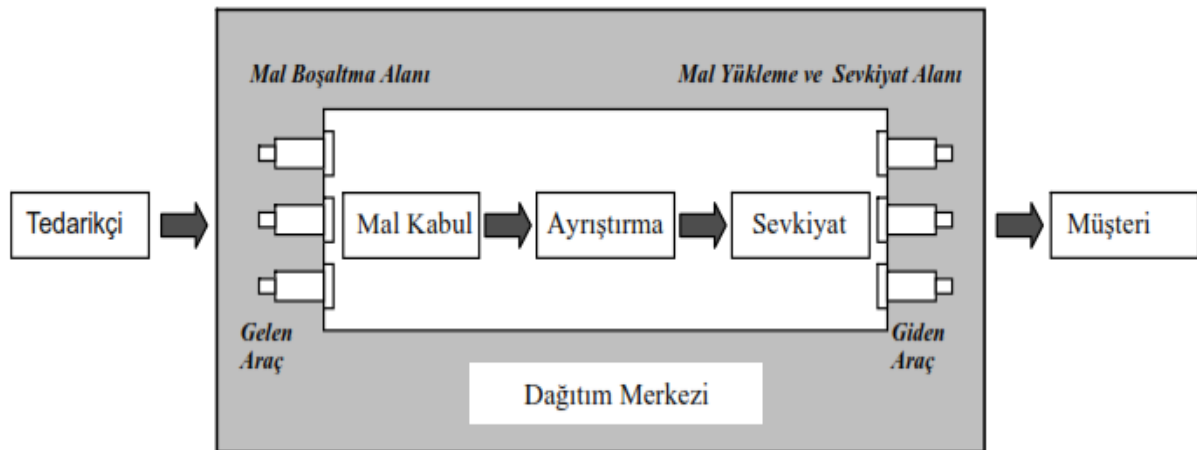 Mal Boşaltma Alanı
Mal Yükleme ve Sevkiyat Alanı
Tedarikçi
Mal Kabul
Ayrıştırma
Sevkiyat
Müşteri
Gelen
Araç
Giden
Araç
Dağıtım Merkezi